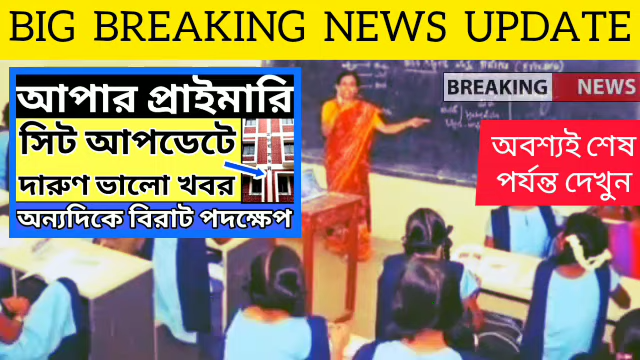 BIG BREAKING NEWS UPDATE
BREAKING NEWS
আপার প্রাইমারি
সিট আপডেটে
দারুণ ভালো খবর
অন্যদিকে বিরাট পদক্ষেপ
অবশ্যই শেষ
পর্যন্ত দেখুন